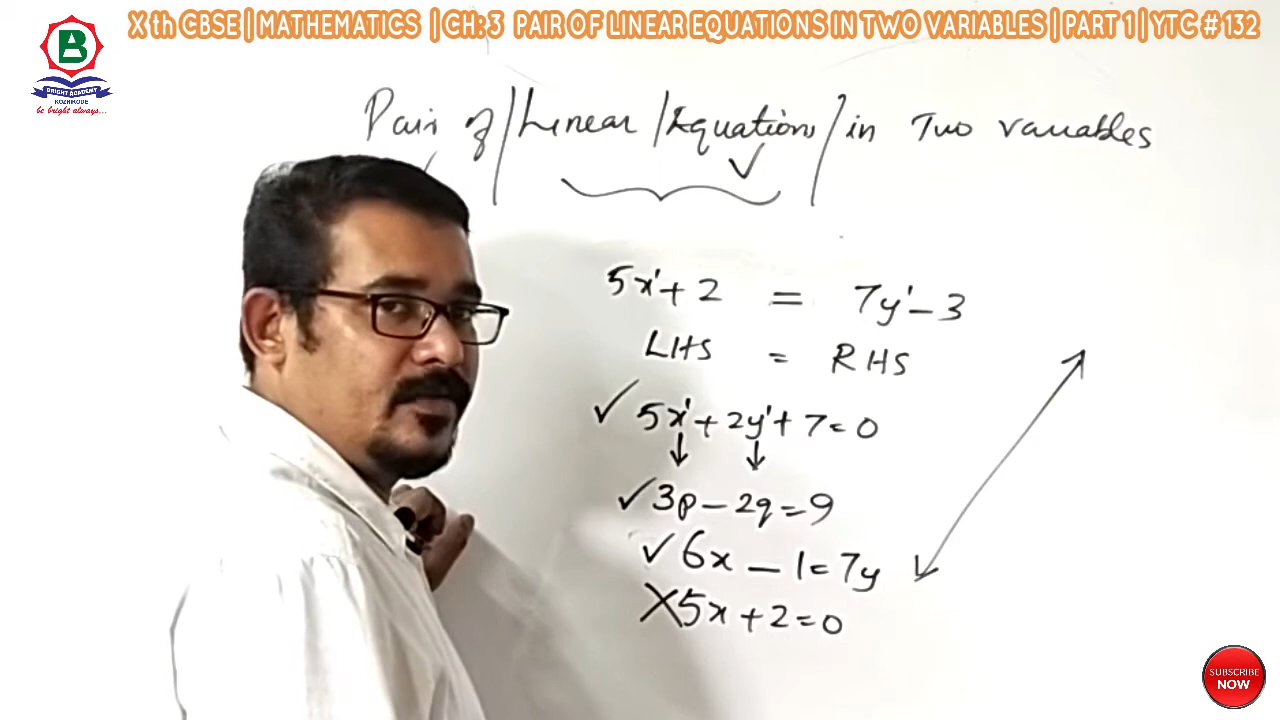 X th CBSE | MATHEMATICS | CH: 3 PAIR OF LINEAR EQUATIONS IN TWO VARIABLES | PART 1 | YTC # 132
B
BRIGHT ACADEMY
KOZHIKODE
be bright always...
Pair of / Linear / Equations / in Two variables
5x¹ + 2 = 7y¹ - 3
LHS = RHS
✓ 5x¹ + 2y¹ + 7 = 0
↓ ↓
✓ 3p - 2q = 9
✓ 6x - 1 = 7y
X 5x + 2 = 0
SUBSCRIBE
NOW